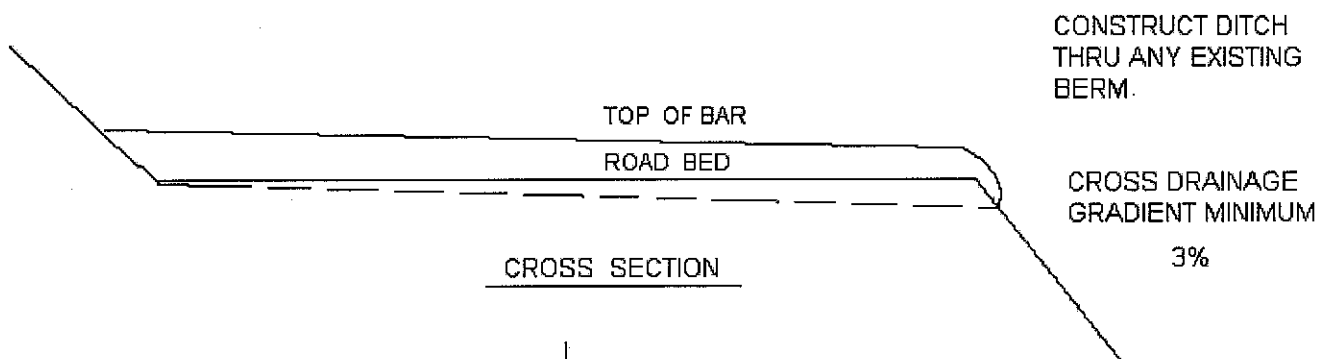 CONSTRUCT DITCH
THRU ANY EXISTING
BERM.
TOP OF BAR
ROAD BED
CROSS DRAINAGE
GRADIENT MINIMUM
3%
CROSS SECTION